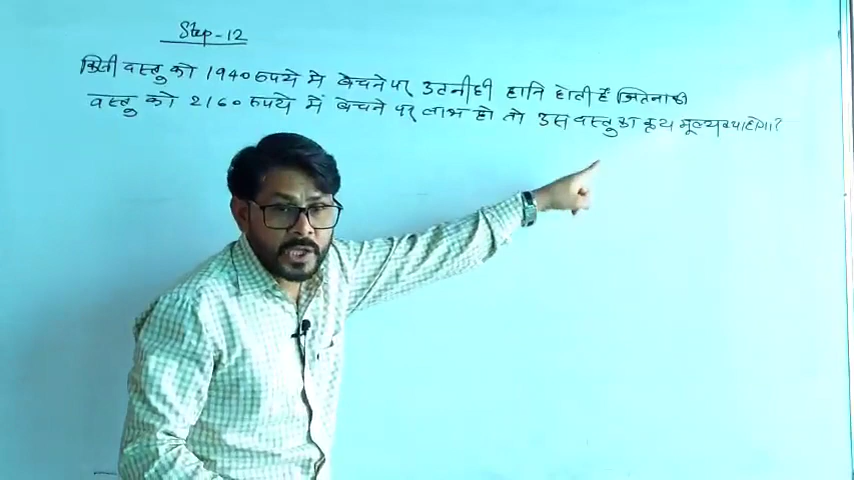 Step-12
किसी वस्तु को 1940 रुपये मे बेचने पर उतनी ही हानि होती हैं जितना की
वस्तु को 2160 रुपये में बेचने पर लाभ हो तो उस वस्तु का क्रय मूल्य क्या होगा?